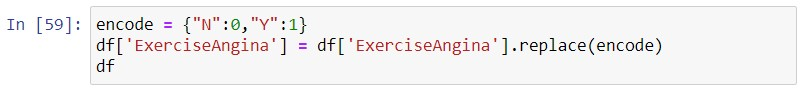 In [59]: encode = {"N":0,"Y":1}
df['ExerciseAngina'] = df['ExerciseAngina'].replace(encode)
df